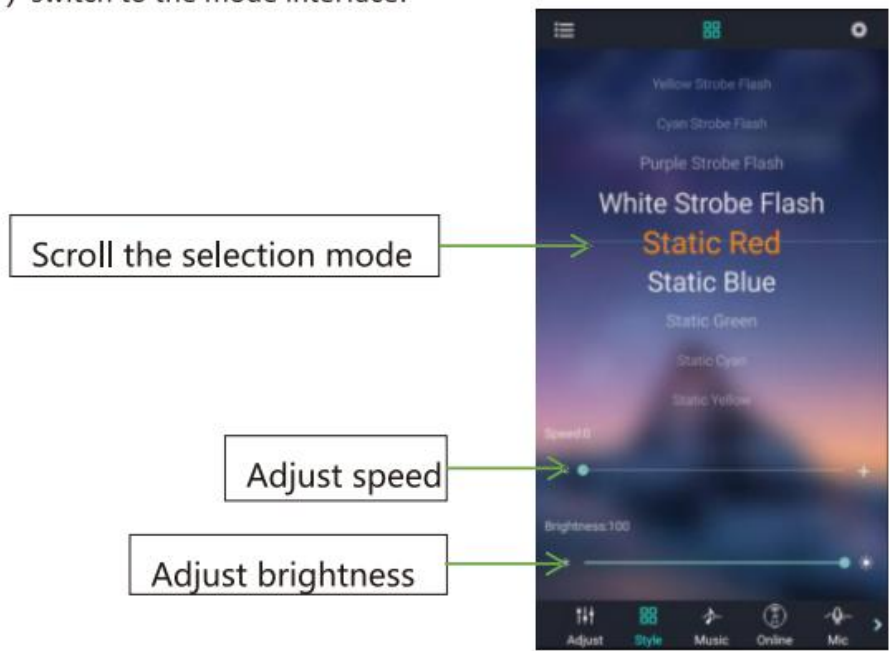 switch to the mode interface.
Yellow Strobe Flash
Cyan Strobe Flash
Purple Strobe Flash
White Strobe Flash
Scroll the selection mode
Static Red
Static Blue
Static Green
Static Cyan
Static Yellow
Speed:0
Adjust speed
Brightness:100
Adjust brightness
Adjust Style Music Online Mic